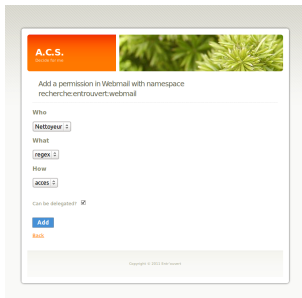 A.C.S.
Add a permission in Webmail with namespace
recherche:entrouvert:webmail
Who
Nettoyeur
What
regex
How
acces
Can be delegated?
Add
Back